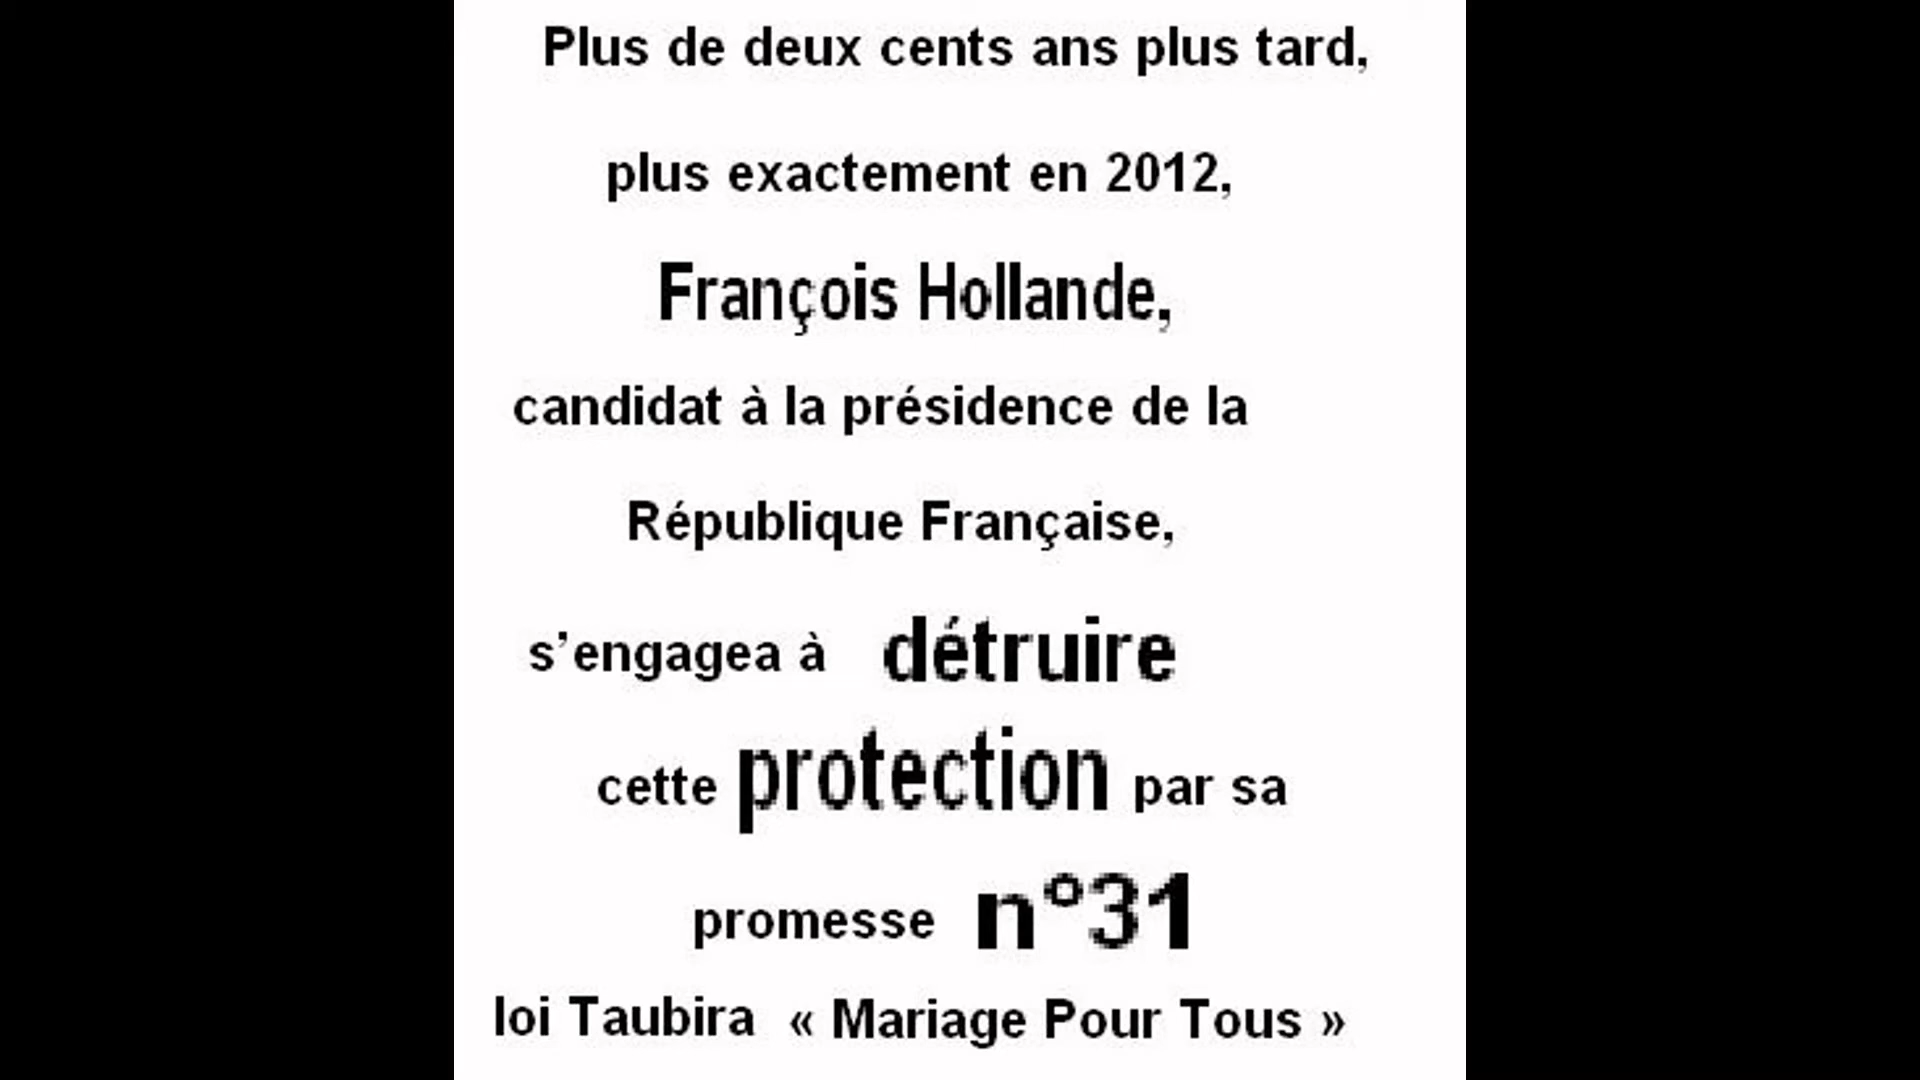 Plus de deux cents ans plus tard,
plus exactement en 2012,
François Hollande,
candidat à la présidence de la
République Française,
s'engagea à détruire
cette protection par sa
promesse n°31
loi Taubira « Mariage Pour Tous »